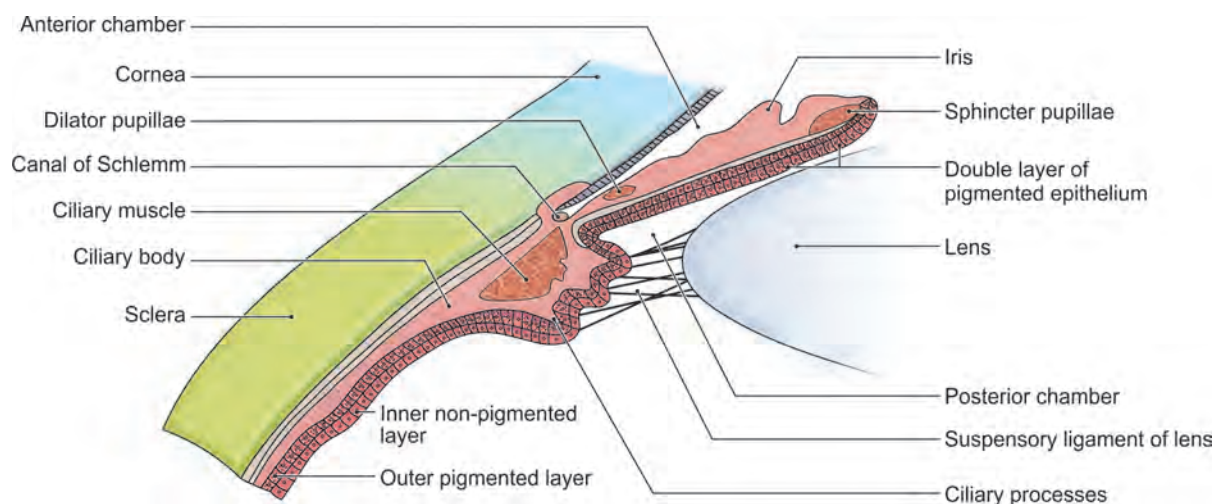 Anterior chamber
Cornea
Dilator pupillae
Canal of Schlemm
Ciliary muscle
Ciliary body
Sclera
Inner non-pigmented
layer
Outer pigmented layer
Iris
Sphincter pupillae
Double layer of
pigmented epithelium
Lens
Posterior chamber
Suspensory ligament of lens
Ciliary processes